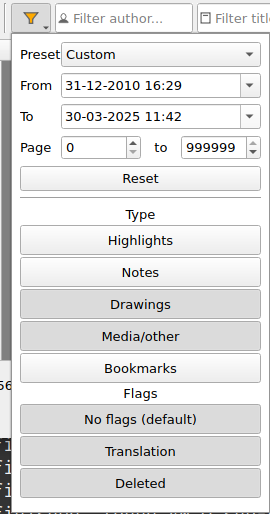 Filter author...
Filter title
Preset Custom
From 31-12-2010 16:29
To 30-03-2025 11:42
Page 0 to 999999
Reset
Type
Highlights
Notes
Drawings
Media/other
Bookmarks
Flags
No flags (default)
Translation
Deleted